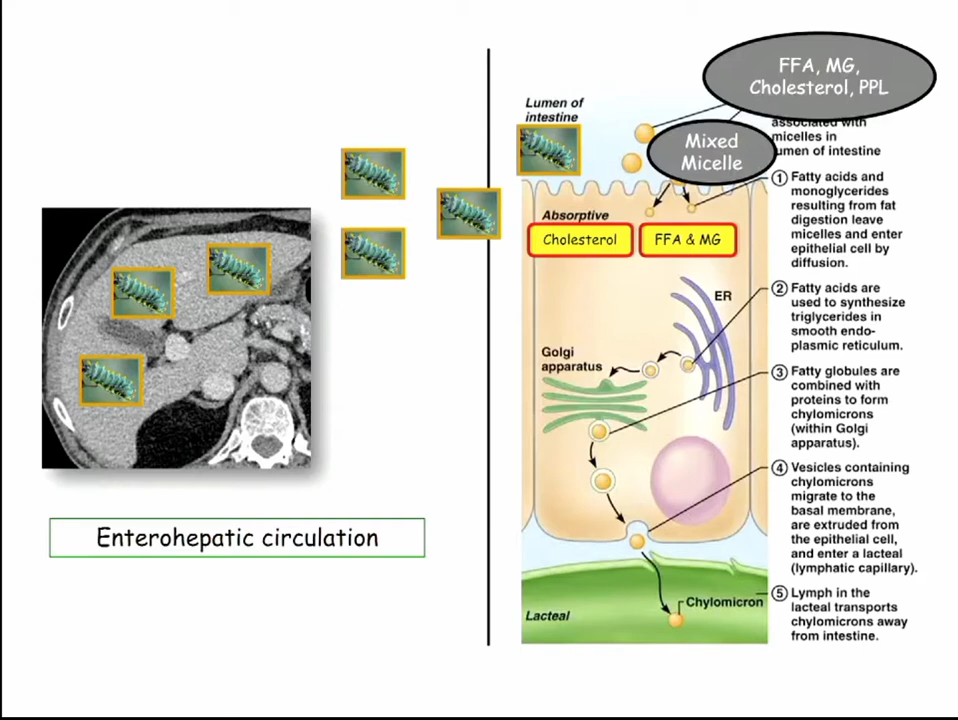 Enterohepatic circulation
FFA, MG,
Cholesterol, PPL
Mixed
Micelle
Lumen of
intestine
associated with
micelles in
lumen of intestine
Absorptive
Cholesterol
FFA & MG
ER
Golgi
apparatus
Chylomicron
Lacteal
① Fatty acids and
monoglycerides
resulting from fat
digestion leave
micelles and enter
epithelial cell by
diffusion.
② Fatty acids are
used to synthesize
triglycerides in
smooth endo-
plasmic reticulum.
③ Fatty globules are
combined with
proteins to form
chylomicrons
(within Golgi
apparatus).
④ Vesicles containing
chylomicrons
migrate to the
basal membrane,
are extruded from
the epithelial cell,
and enter a lacteal
(lymphatic capillary).
⑤ Lymph in the
lacteal transports
chylomicrons away
from intestine.